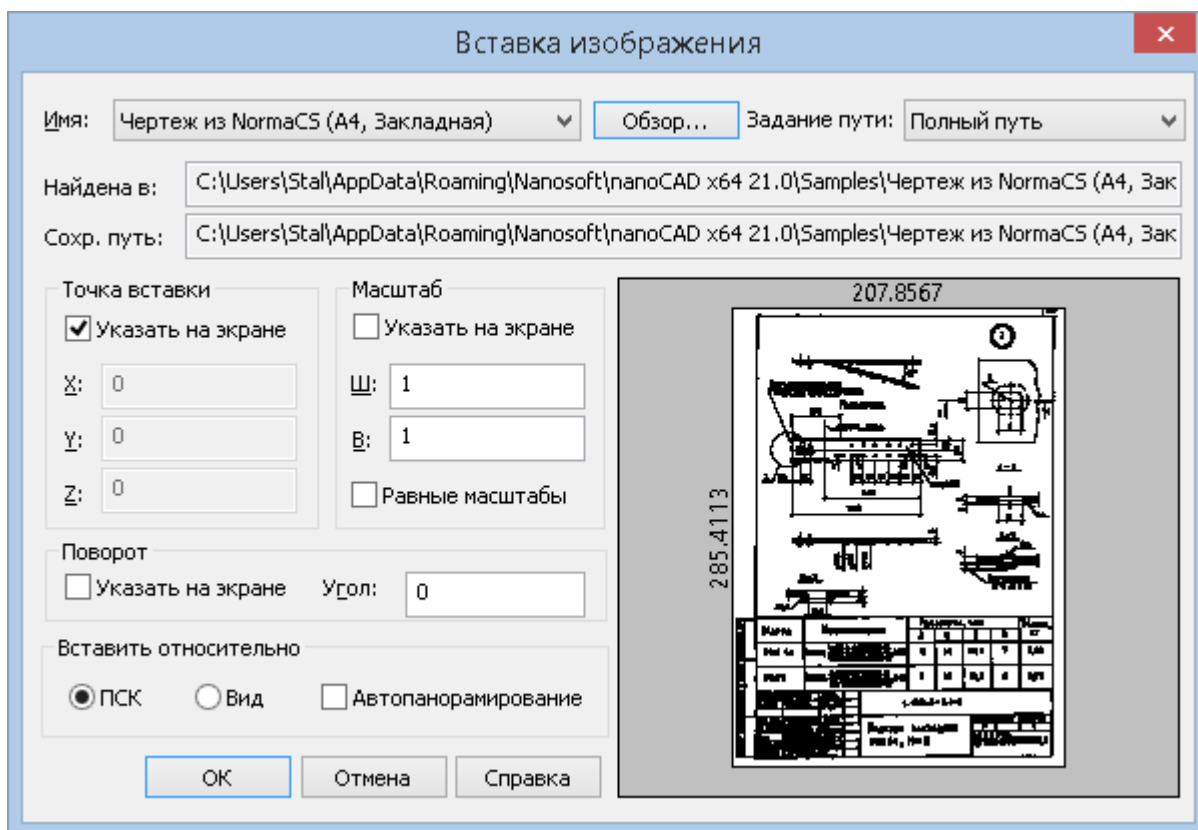 Вставка изображения
Имя: Чертеж из NormaCS (А4, Закладная) Обзор... Задание пути: Полный путь
Найдена в: C:\Users\Stal\AppData\Roaming\Nanosoft\nanoCAD x64 21.0\Samples\Чертеж из NormaCS (А4, Зак
Сохр. путь: C:\Users\Stal\AppData\Roaming\Nanosoft\nanoCAD x64 21.0\Samples\Чертеж из NormaCS (А4, Зак
Точка вставки
Указать на экране
X: 0
Y: 0
Z: 0
Масштаб
Указать на экране
Ш: 1
В: 1
Равные масштабы
207.8567
285.4113
Поворот
Указать на экране Угол: 0
Вставить относительно
ПСК Вид Автопанорамирование
ОК Отмена Справка